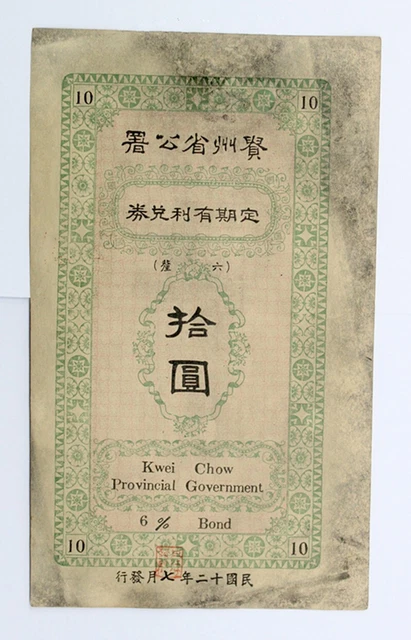 10 10
貴州省公署
定期有利兌券
(六釐)
拾
圓
Kwei Chow
Provincial Government
6 % Bond
10 10
民國十二年七月發行